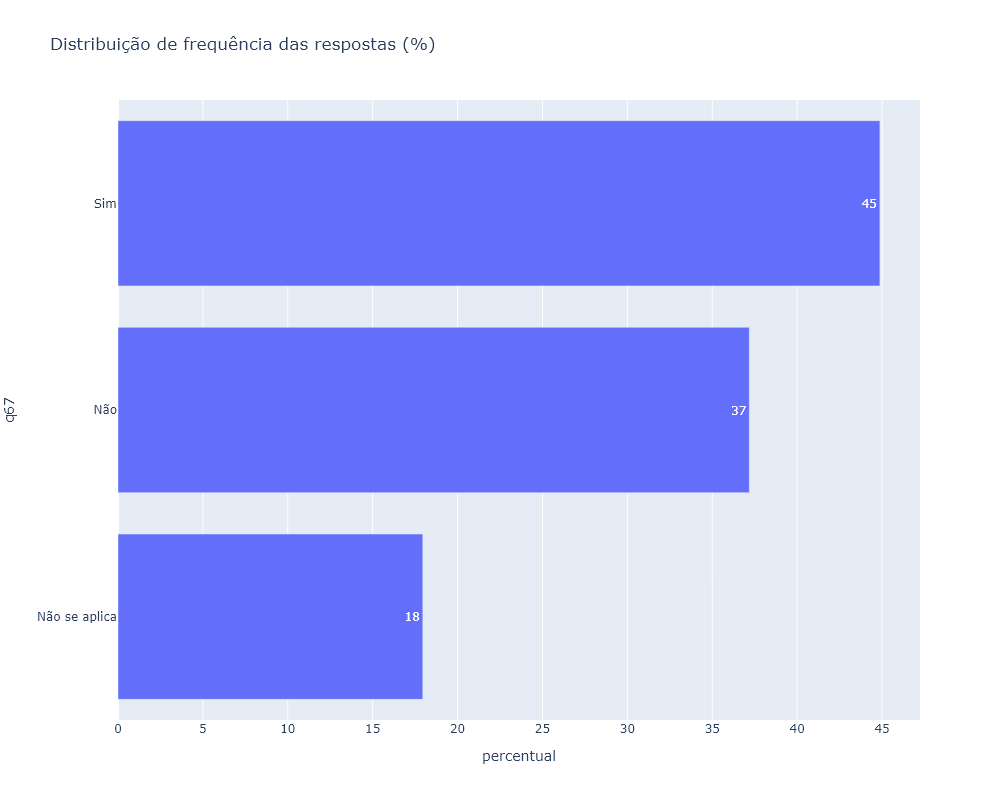 Distribuição de frequência das respostas (%)
q67
Sim
45
Não
37
Não se aplica
18
0 5 10 15 20 25 30 35 40 45
percentual